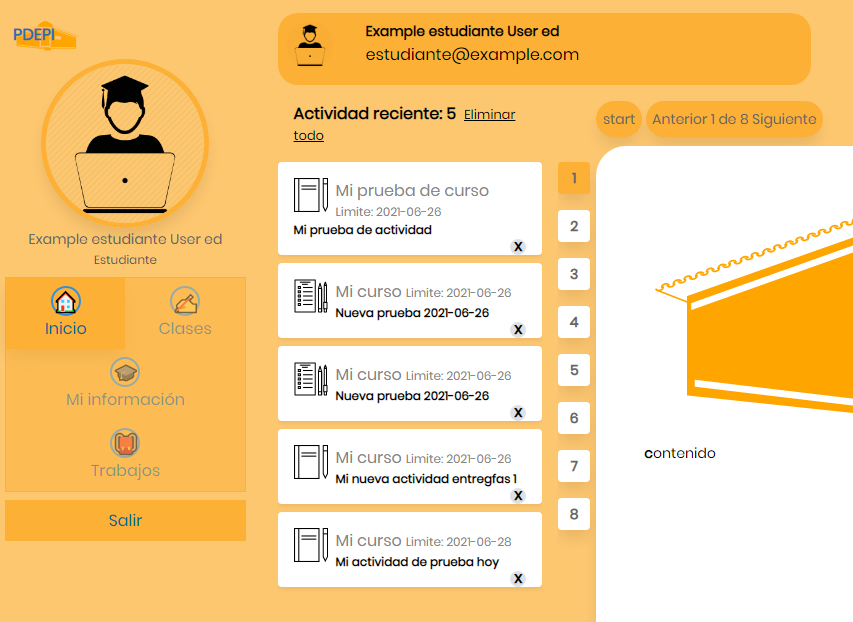 PDEPI
Example estudiante User ed
Estudiante
Inicio
Clases
Mi información
Trabajos
Salir
Example estudiante User ed
estudiante@example.com
Actividad reciente: 5 Eliminar
todo
Mi prueba de curso
Limite: 2021-06-26
Mi prueba de actividad
X
Mi curso Limite: 2021-06-26
Nueva prueba 2021-06-26
X
Mi curso Limite: 2021-06-26
Nueva prueba 2021-06-26
X
Mi curso Limite: 2021-06-26
Mi nueva actividad entregfas 1
X
Mi curso Limite: 2021-06-28
Mi actividad de prueba hoy
X
1
2
3
4
5
6
7
8
start
Anterior 1 de 8 Siguiente
contenido